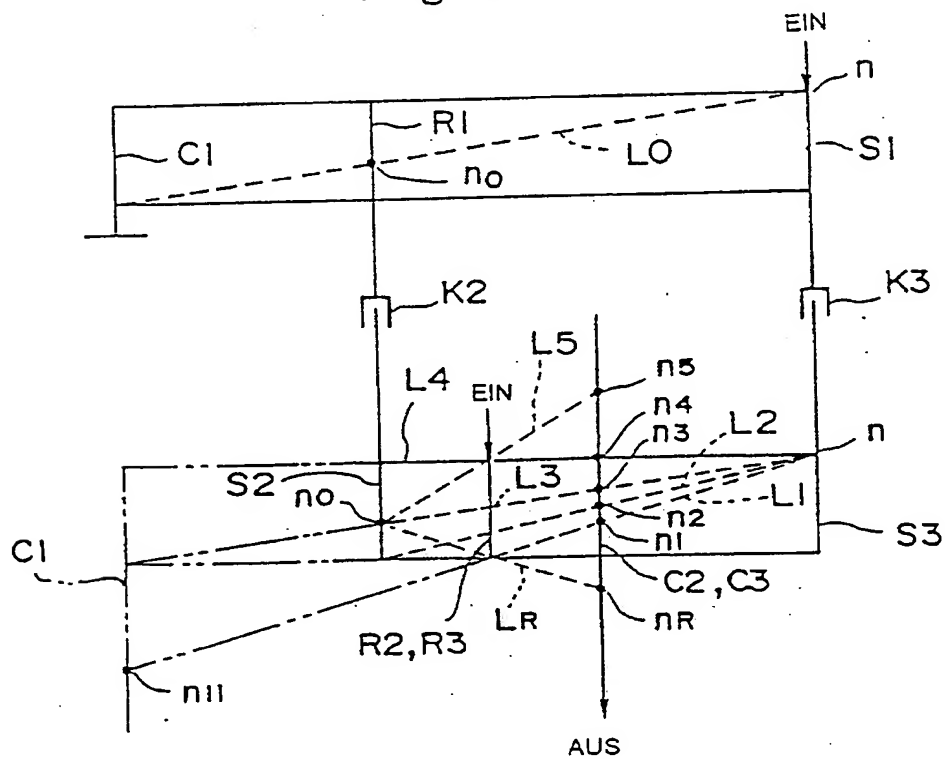 EIN
n
R1
C1
LO
S1
no
K2
K3
L5
n5
L4
EIN
n4
n3
L2
n
S2
L3
no
n2
L1
n1
S3
C1
C2, C3
LR
nR
R2, R3
n11
AUS